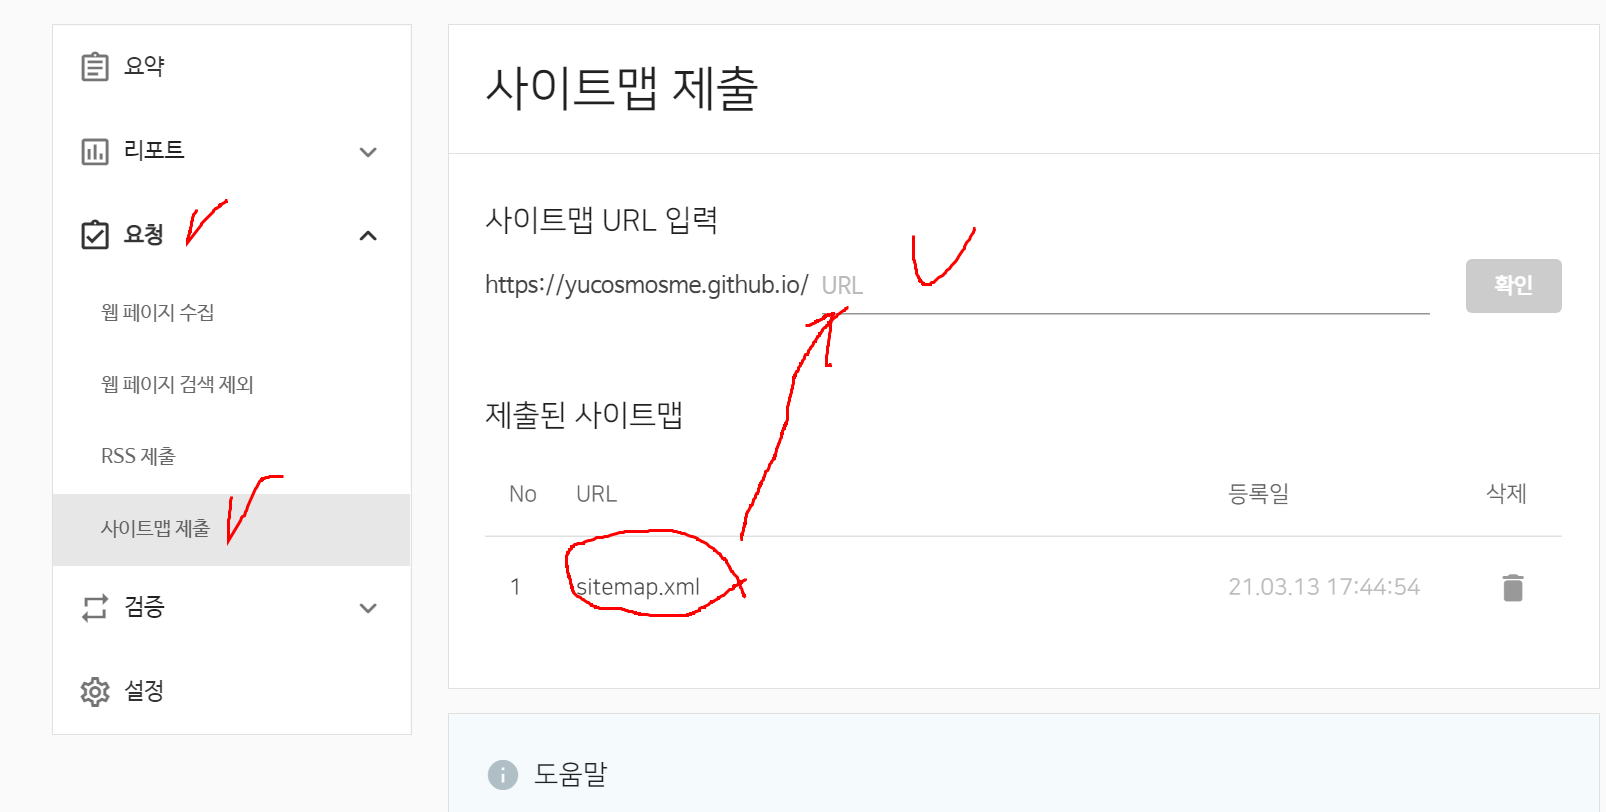 요약
리포트
요청
웹 페이지 수집
웹 페이지 검색 제외
RSS 제출
사이트맵 제출
검증
설정
사이트맵 제출
사이트맵 URL 입력
https://yucosmosme.github.io/ URL 확인
제출된 사이트맵
No URL 등록일 삭제
1 sitemap.xml 21.03.13 17:44:54
도움말